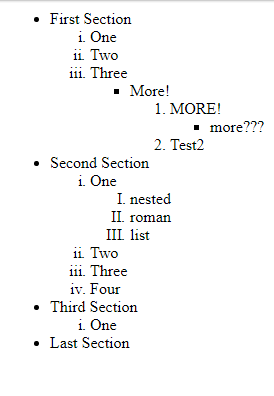 • First Section
i. One
ii. Two
iii. Three
▪ More!
1. MORE!
▪ more???
2. Test2
• Second Section
i. One
I. nested
II. roman
III. list
ii. Two
iii. Three
iv. Four
• Third Section
i. One
• Last Section